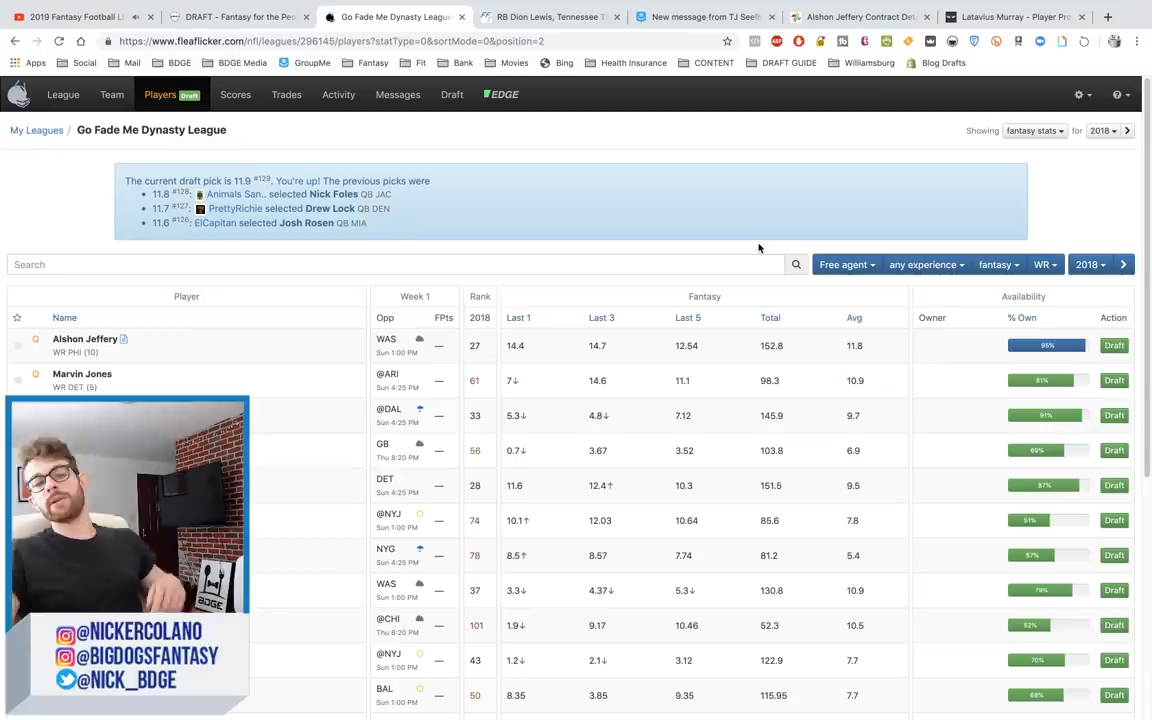 2019 Fantasy Football Li
DRAFT - Fantasy for the Peo
Go Fade Me Dynasty League
RB Dion Lewis, Tennessee T
New message from TJ Seelb
Alshon Jeffery Contract Det
Latavius Murray - Player Pr
https://www.fleaflicker.com/nfl/leagues/296145/players?statType=0&sortMode=0&position=2
Apps Social Mail BDGE BDGE Media GroupMe Fantasy Fit Bank Movies Bing Health Insurance CONTENT DRAFT GUIDE Williamsburg Blog Drafts
League Team Players Draft Scores Trades Activity Messages Draft EDGE
My Leagues / Go Fade Me Dynasty League
Showing fantasy stats for 2018
The current draft pick is 11.9 #129. You're up! The previous picks were
11.8 #128: Animals San.. selected Nick Foles QB JAC
11.7 #127: PrettyRichie selected Drew Lock QB DEN
11.6 #126: ElCapitan selected Josh Rosen QB MIA
Search
Free agent any experience fantasy WR 2018
Player Week 1 Rank Fantasy Availability
Name Opp FPts 2018 Last 1 Last 3 Last 5 Total Avg Owner % Own Action
Q Alshon Jeffery WAS — 27 14.4 14.7 12.54 152.8 11.8 95% Draft
WR PHI (10) Sun 1:00 PM
Q Marvin Jones @ARI — 61 7↓ 14.6 11.1 98.3 10.9 81% Draft
WR DET (5) Sun 4:25 PM
@DAL — 33 5.3↓ 4.8↓ 7.12 145.9 9.7 91% Draft
Sun 4:25 PM
GB — 56 0.7↓ 3.67 3.52 103.8 6.9 69% Draft
Thu 8:20 PM
DET — 28 11.6 12.4↑ 10.3 151.5 9.5 87% Draft
Sun 4:25 PM
@NYJ — 74 10.1↑ 12.03 10.64 85.6 7.8 51% Draft
Sun 1:00 PM
NYG — 78 8.5↑ 8.57 7.74 81.2 5.4 57% Draft
Sun 4:25 PM
WAS — 37 3.3↓ 4.37↓ 5.3↓ 130.8 10.9 79% Draft
Sun 1:00 PM
@CHI — 101 1.9↓ 9.17 10.46 52.3 10.5 52% Draft
Thu 8:20 PM
@NYJ — 43 1.2↓ 2.1↓ 3.12 122.9 7.7 70% Draft
Sun 1:00 PM
BAL — 50 8.35 3.85 9.35 115.95 7.7 68% Draft
Sun 1:00 PM
BDGE
@NICKERCOLANO
@BIGDOGSFANTASY
@NICK_BDGE